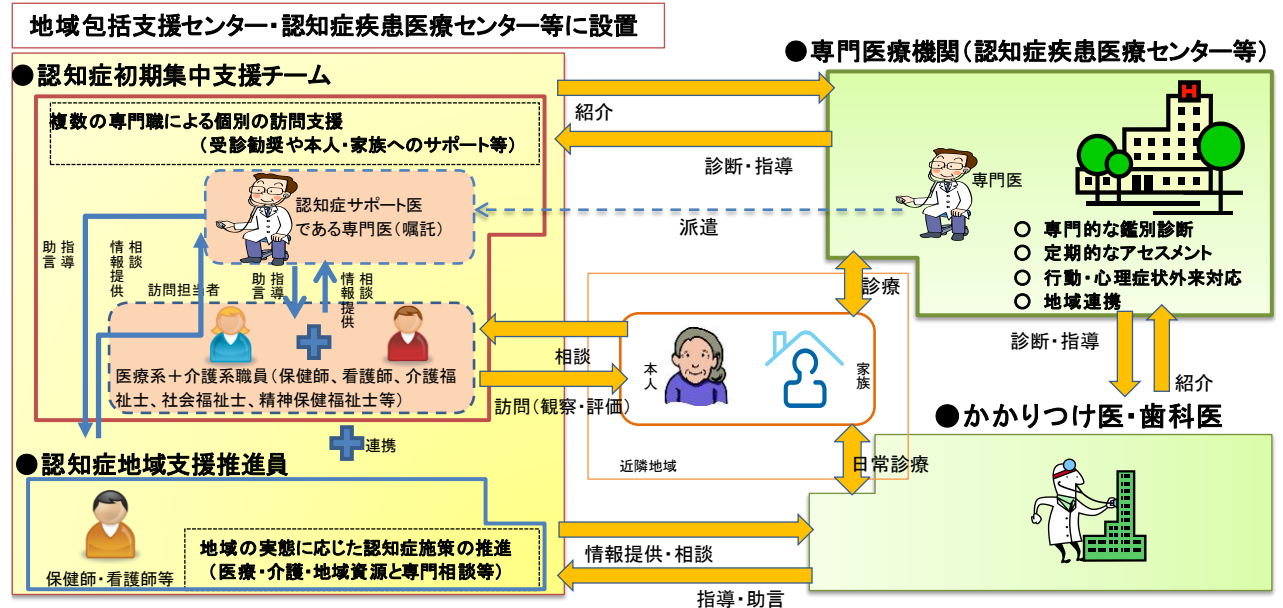 地域包括支援センター・認知症疾患医療センター等に設置
●認知症初期集中支援チーム
複数の専門職による個別の訪問支援
（受診勧奨や本人・家族へのサポート等）
認知症サポート医
である専門医（嘱託）
指導
助言
相談
情報提供
訪問担当者
指導
助言
相談
情報提供
医療系＋介護系職員（保健師、看護師、介護福
祉士、社会福祉士、精神保健福祉士等）
連携
●認知症地域支援推進員
保健師・看護師等
地域の実態に応じた認知症施策の推進
（医療・介護・地域資源と専門相談等）
紹介
診断・指導
派遣
相談
訪問（観察・評価）
本人
家族
近隣地域
診療
日常診療
情報提供・相談
指導・助言
●専門医療機関（認知症疾患医療センター等）
H
専門医
○ 専門的な鑑別診断
○ 定期的なアセスメント
○ 行動・心理症状外来対応
○ 地域連携
診断・指導
紹介
●かかりつけ医・歯科医